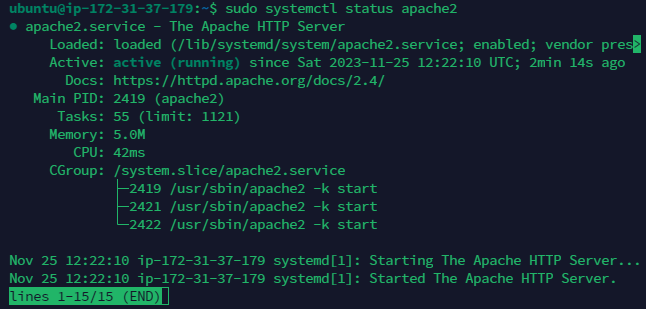 ubuntu@ip-172-31-37-179:~$ sudo systemctl status apache2
● apache2.service - The Apache HTTP Server
Loaded: loaded (/lib/systemd/system/apache2.service; enabled; vendor pres>
Active: active (running) since Sat 2023-11-25 12:22:10 UTC; 2min 14s ago
Docs: https://httpd.apache.org/docs/2.4/
Main PID: 2419 (apache2)
Tasks: 55 (limit: 1121)
Memory: 5.0M
CPU: 42ms
CGroup: /system.slice/apache2.service
├─2419 /usr/sbin/apache2 -k start
├─2421 /usr/sbin/apache2 -k start
└─2422 /usr/sbin/apache2 -k start
Nov 25 12:22:10 ip-172-31-37-179 systemd[1]: Starting The Apache HTTP Server...
Nov 25 12:22:10 ip-172-31-37-179 systemd[1]: Started The Apache HTTP Server.
lines 1-15/15 (END)